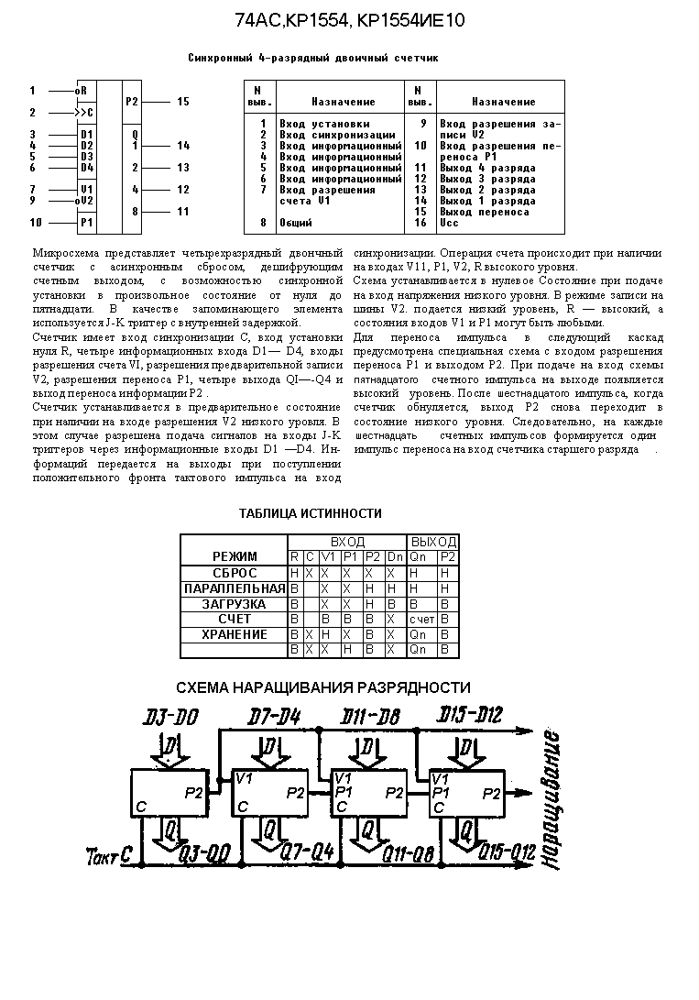 74AC,КР1554, КР1554ИЕ10
Синхронный 4-разрядный двоичный счетчик
1 R
2 >>C
3 D1
4 D2
5 D3
6 D4
7 V1
9 V2
10 P1
P2 15
Q
1 14
2 13
4 12
8 11
N выв. Назначение N выв. Назначение
1 Вход установки
2 Вход синхронизации
3 Вход информационный
4 Вход информационный
5 Вход информационный
6 Вход информационный
7 Вход разрешения
счета V1
8 Общий
9 Вход разрешения за-
писи V2
10 Вход разрешения пе-
реноса P1
11 Выход 4 разряда
12 Выход 3 разряда
13 Выход 2 разряда
14 Выход 1 разряда
15 Выход переноса
16 Ucc
Микросхема представляет четырехразрядный двончный
счетчик с асинхронным сбросом, дешифрующим
счетным выходом, с возможностью синхронной
установки в произвольное состояние от нуля до
пятнадцати. В качестве запоминающего элемента
используется J-K триггер с внутренней задержкой.
Счетчик имеет вход синхронизации С, вход установки
нуля R, четыре информационных входа D1— D4, входы
разрешения счета VI, разрешения предварительной записи
V2, разрешения переноса P1, четыре выхода QI—-Q4 и
выход переноса информации P2 .
Счетчик устанавливается в предварительное состояние
при наличии на входе разрешения V2 низкого уровля. В
этом случае разрешена подача сигналов на входы J-K
триггеров через информационные входы D1 —D4. Ин-
формаций передается на выходы при поступлении
положительного фронта тактового импульса на вход
синхронизации. Операция счета происходит при наличии
на входах V11, P1, V2, R высокого уровня.
Схема устанавливается в нулевое Состояние при подаче
на вход напряжения низкого уровня. В режиме записи на
шины V2. подается низкий уровень, R — высокий, а
состояния входов V1 и P1 могут быть любыми.
Для переноса импульса в следующий каскад
предусмотрена специальная схема с входом разрешения
переноса P1 и выходом P2. При подаче на вход схемы
пятнадцатого счетного импульса на выходе появляется
высокий уровень. После шестнадцатого импульса, когда
счетчик обнуляется, выход P2 снова переходит в
состояние низкого уровня. Следовательно, на каждые
шестнадцать счетных импульсов формируется один
импульс переноса на вход счетчика старшего разряда .
ТАБЛИЦА ИСТИННОСТИ
ВХОД ВЫХОД
РЕЖИМ R C V1 P1 P2 Dn Qn P2
СБРОС Н X X X X X Н Н
ПАРАЛЛЕЛЬНАЯ В X X Н Н Н Н
ЗАГРУЗКА В X X Н В В В
СЧЕТ В В В В X счет В
ХРАНЕНИЕ В X Н X В X Qn В
В X X Н В X Qn В
СХЕМА НАРАЩИВАНИЯ РАЗРЯДНОСТИ
D3-D0 D7-D4 D11-D8 D15-D12
D D D D
P2 V1 P2 V1 P1 P2 V1 P1 P2
C C C C
Q Q Q Q
Такт C Q3-Q0 Q7-Q4 Q11-Q8 Q15-Q12
Наращивание